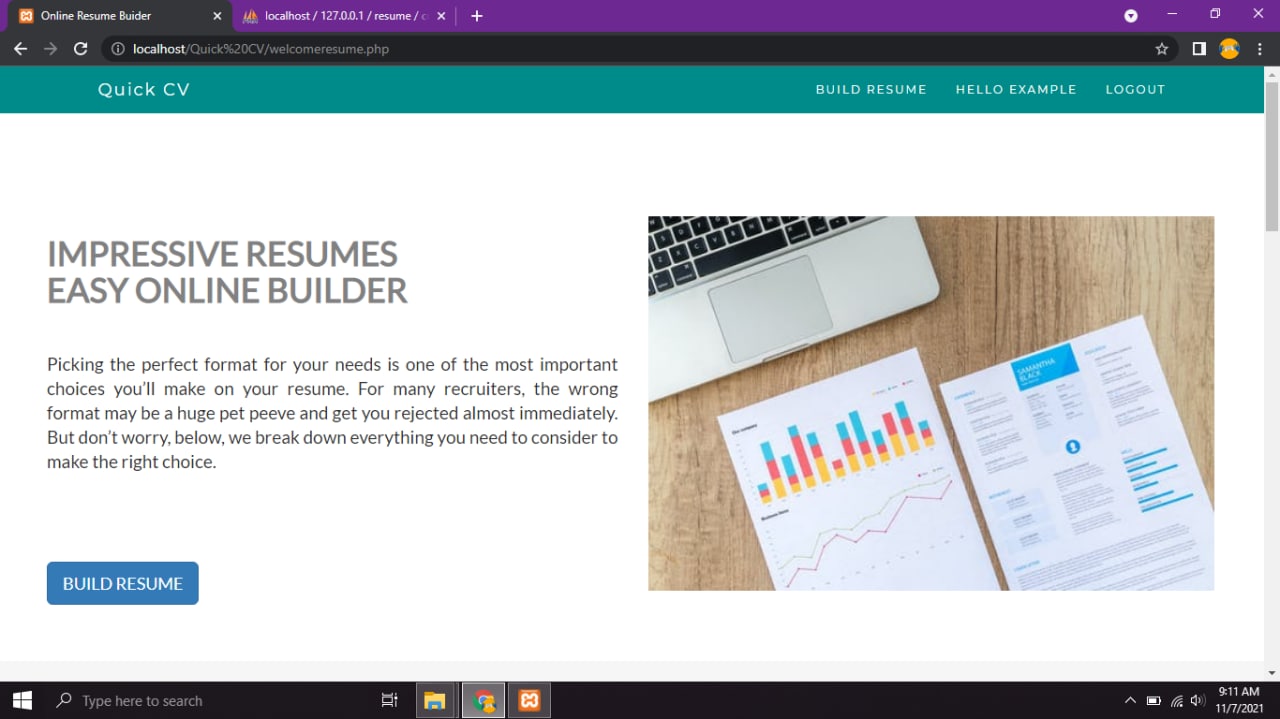 Online Resume Buider
localhost / 127.0.0.1 / resume /
localhost/Quick%20CV/welcomeresume.php
Quick CV
BUILD RESUME
HELLO EXAMPLE
LOGOUT
IMPRESSIVE RESUMES
EASY ONLINE BUILDER
Picking the perfect format for your needs is one of the most important
choices you’ll make on your resume. For many recruiters, the wrong
format may be a huge pet peeve and get you rejected almost immediately.
But don’t worry, below, we break down everything you need to consider to
make the right choice.
BUILD RESUME
SAMANTHA
BLACK
Our company
Type here to search
9:11 AM
11/7/2021